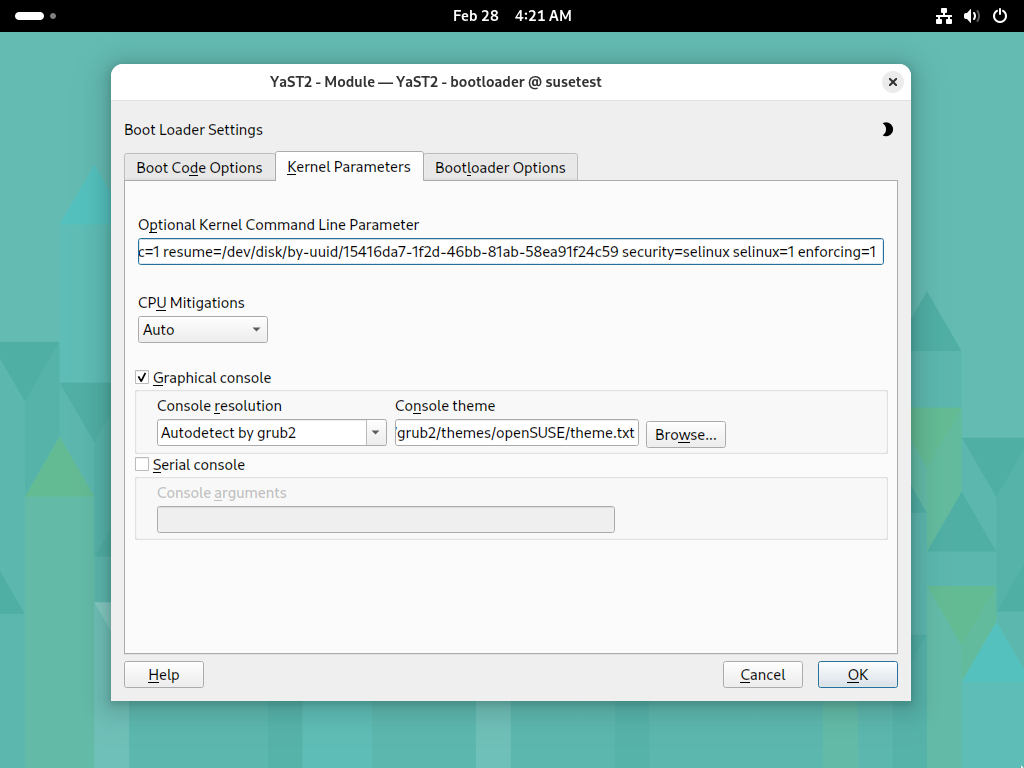 Feb 28 4:21 AM
YaST2 - Module — YaST2 - bootloader @ susetest
Boot Loader Settings
Boot Code Options Kernel Parameters Bootloader Options
Optional Kernel Command Line Parameter
c=1 resume=/dev/disk/by-uuid/15416da7-1f2d-46bb-81ab-58ea91f24c59 security=selinux selinux=1 enforcing=1
CPU Mitigations
Auto
Graphical console
Console resolution Console theme
Autodetect by grub2 /grub2/themes/openSUSE/theme.txt Browse...
Serial console
Console arguments
Help Cancel OK